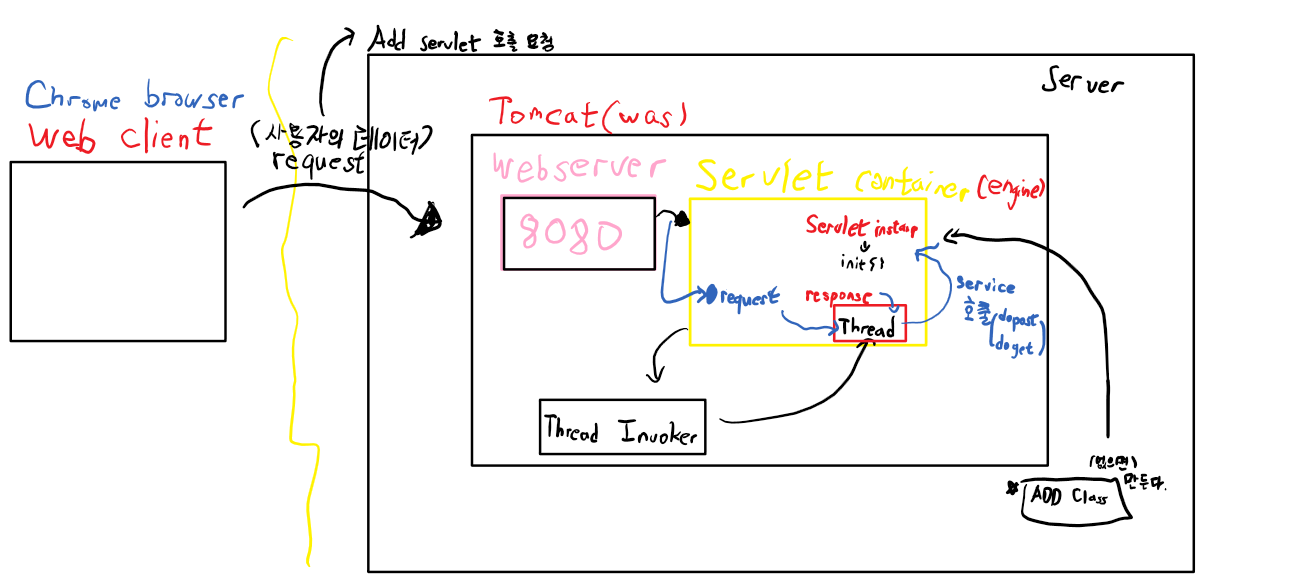 Add servlet 호출 요청
Server
Chrome browser
web client
(사용자의 데이터)
request
Tomcat(was)
webserver
8080
Servlet container(engine)
Servlet
init()
request
response
Thread
service
호출
(dopost
doget)
Thread Invoker
(없으면)
만든다.
ADD Class